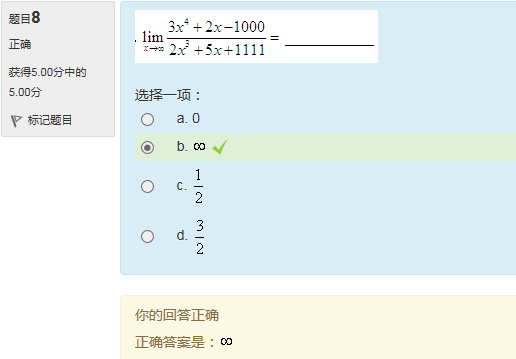 题目8
正确
获得5.00分中的
5.00分
标记题目
. lim x→∞ (3x⁴+2x−1000)/(2x³+5x+1111) = ________
选择一项：
a. 0
b. ∞
c. 1/2
d. 3/2
你的回答正确
正确答案是：∞